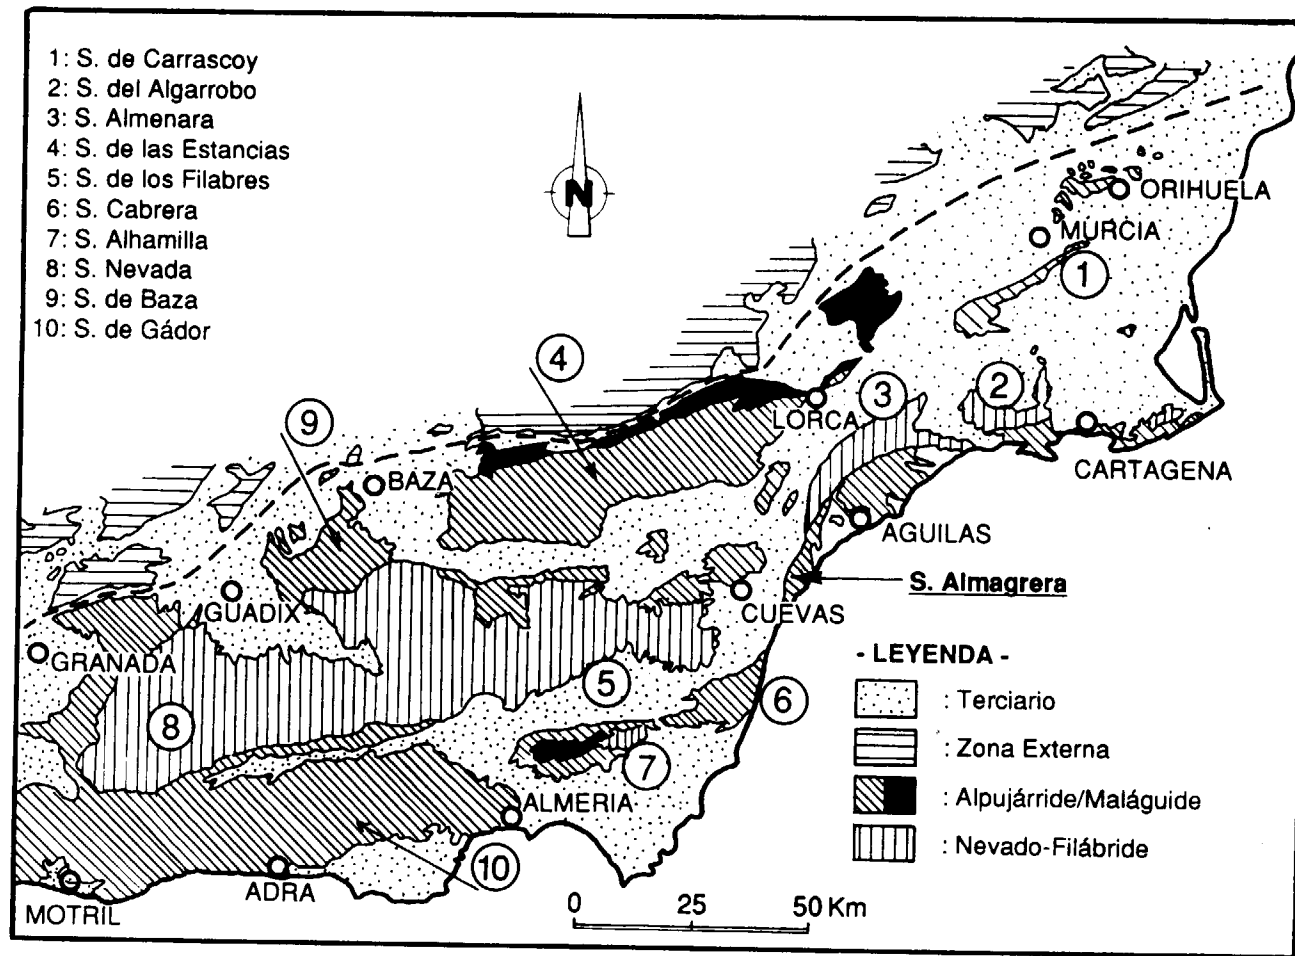 1: S. de Carrascoy
2: S. del Algarrobo
3: S. Almenara
4: S. de las Estancias
5: S. de los Filabres
6: S. Cabrera
7: S. Alhamilla
8: S. Nevada
9: S. de Baza
10: S. de Gádor
N
ORIHUELA
MURCIA
1
4
2
3
9
LORCA
CARTAGENA
BAZA
AGUILAS
S. Almagrera
GUADIX
CUEVAS
GRANADA
5
6
8
7
ALMERIA
10
ADRA
MOTRIL
- LEYENDA -
: Terciario
: Zona Externa
: Alpujárride/Maláguide
: Nevado-Filábride
0 25 50 Km